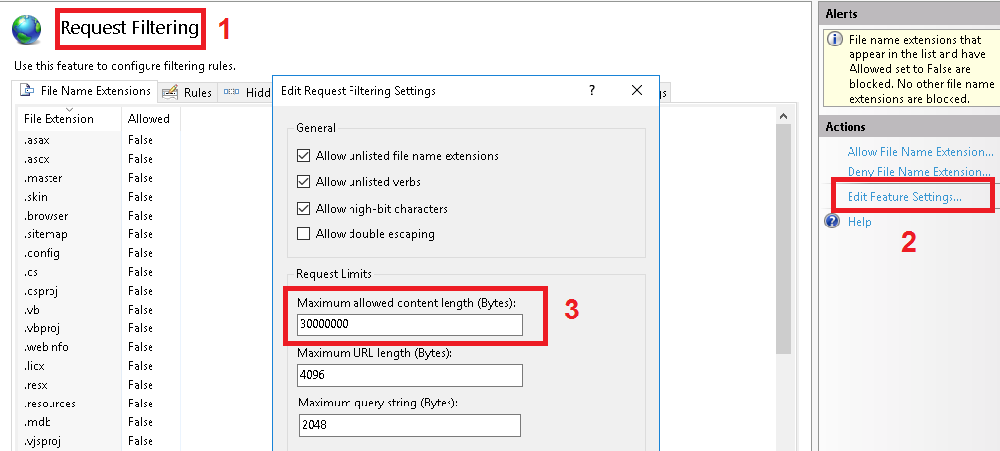 Request Filtering
1
Use this feature to configure filtering rules.
File Name Extensions
Rules
Hidd
File Extension Allowed
.asax False
.ascx False
.master False
.skin False
.browser False
.sitemap False
.config False
.cs False
.csproj False
.vb False
.vbproj False
.webinfo False
.licx False
.resx False
.resources False
.mdb False
.vjsproj False
Edit Request Filtering Settings
?
General
Allow unlisted file name extensions
Allow unlisted verbs
Allow high-bit characters
Allow double escaping
Request Limits
Maximum allowed content length (Bytes):
30000000
3
Maximum URL length (Bytes):
4096
Maximum query string (Bytes):
2048
Alerts
File name extensions that
appear in the list and have
Allowed set to False are
blocked. No other file name
extensions are blocked.
Actions
Allow File Name Extension...
Deny File Name Extension...
Edit Feature Settings...
Help
2